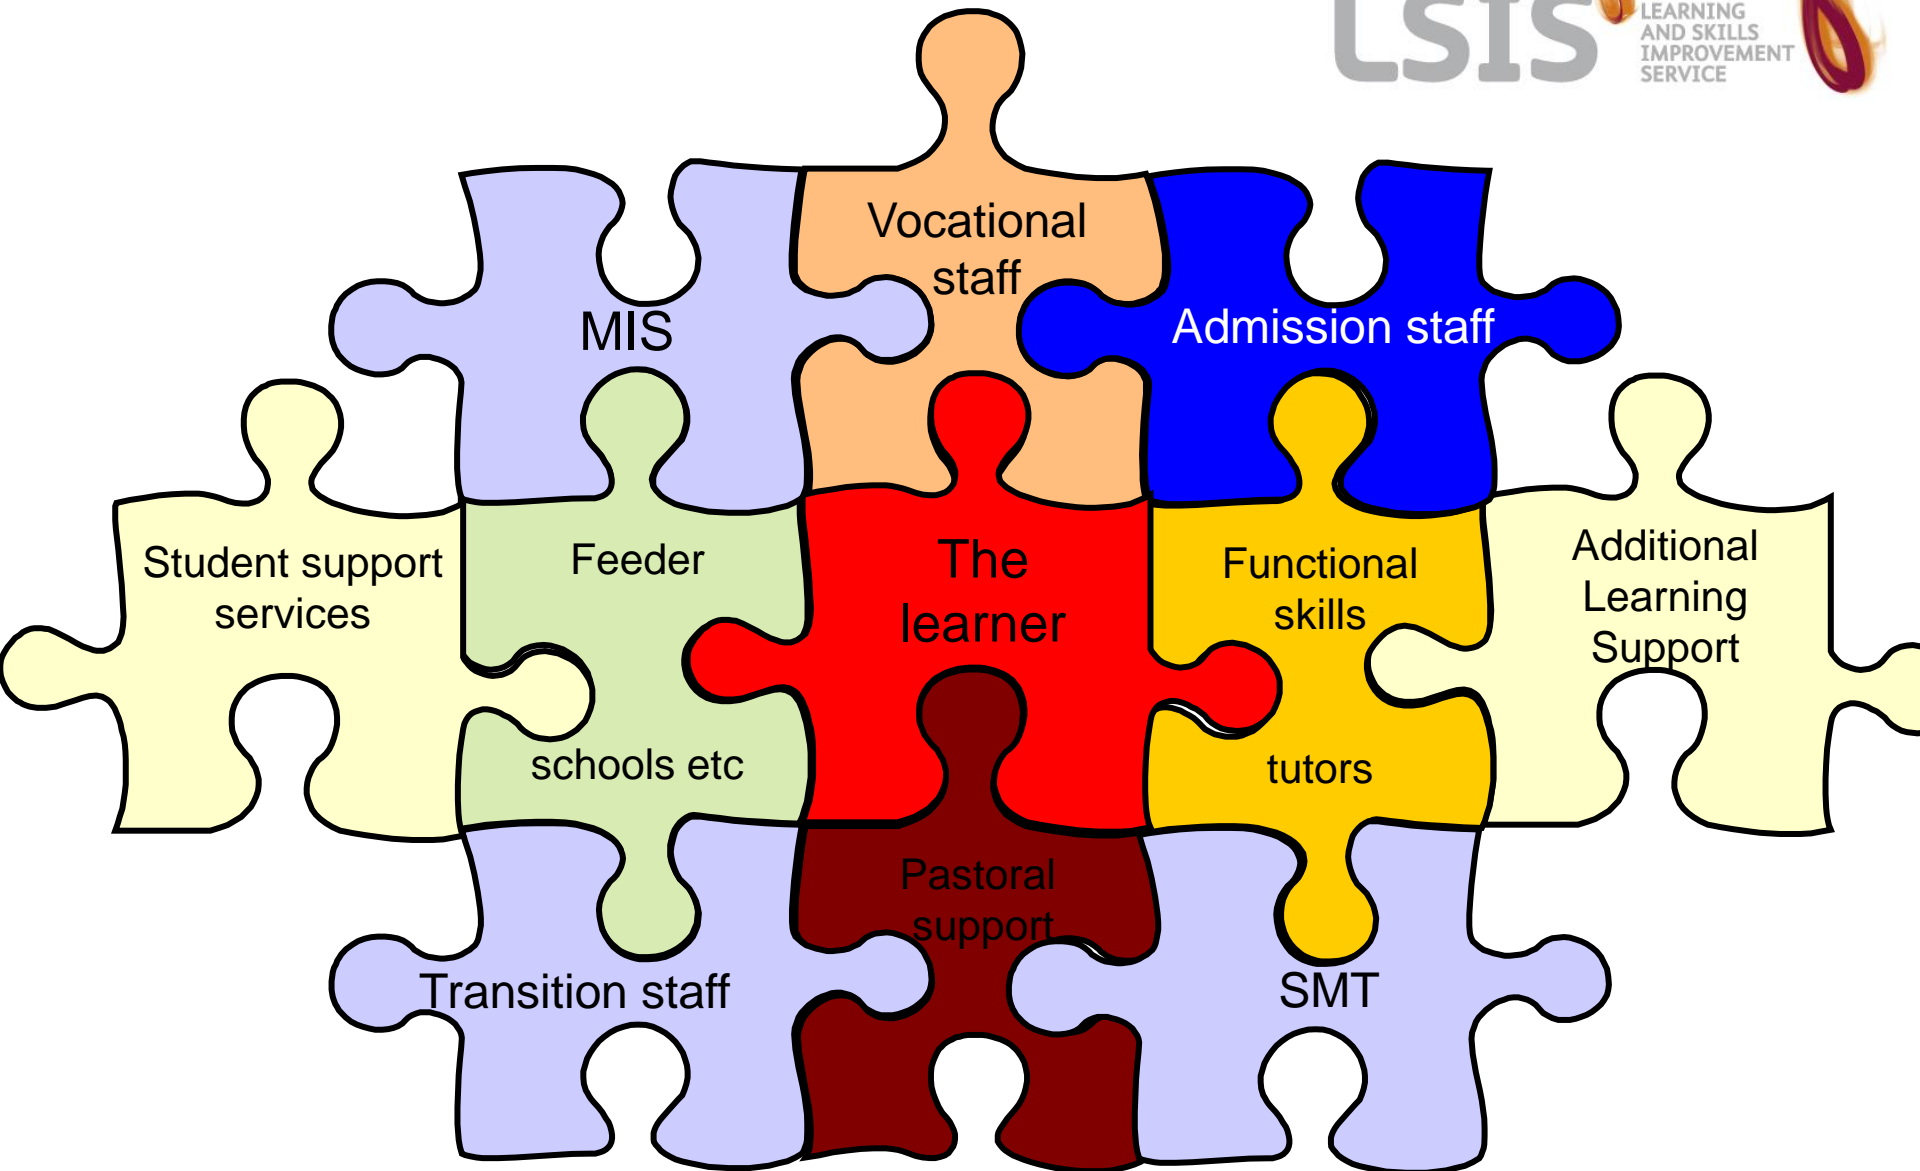 LSIS
LEARNING
AND SKILLS
IMPROVEMENT
SERVICE
Vocational
staff
MIS
Admission staff
Student support
services
Feeder
schools etc
The
learner
Functional
skills
tutors
Additional
Learning
Support
Pastoral
support
Transition staff
SMT